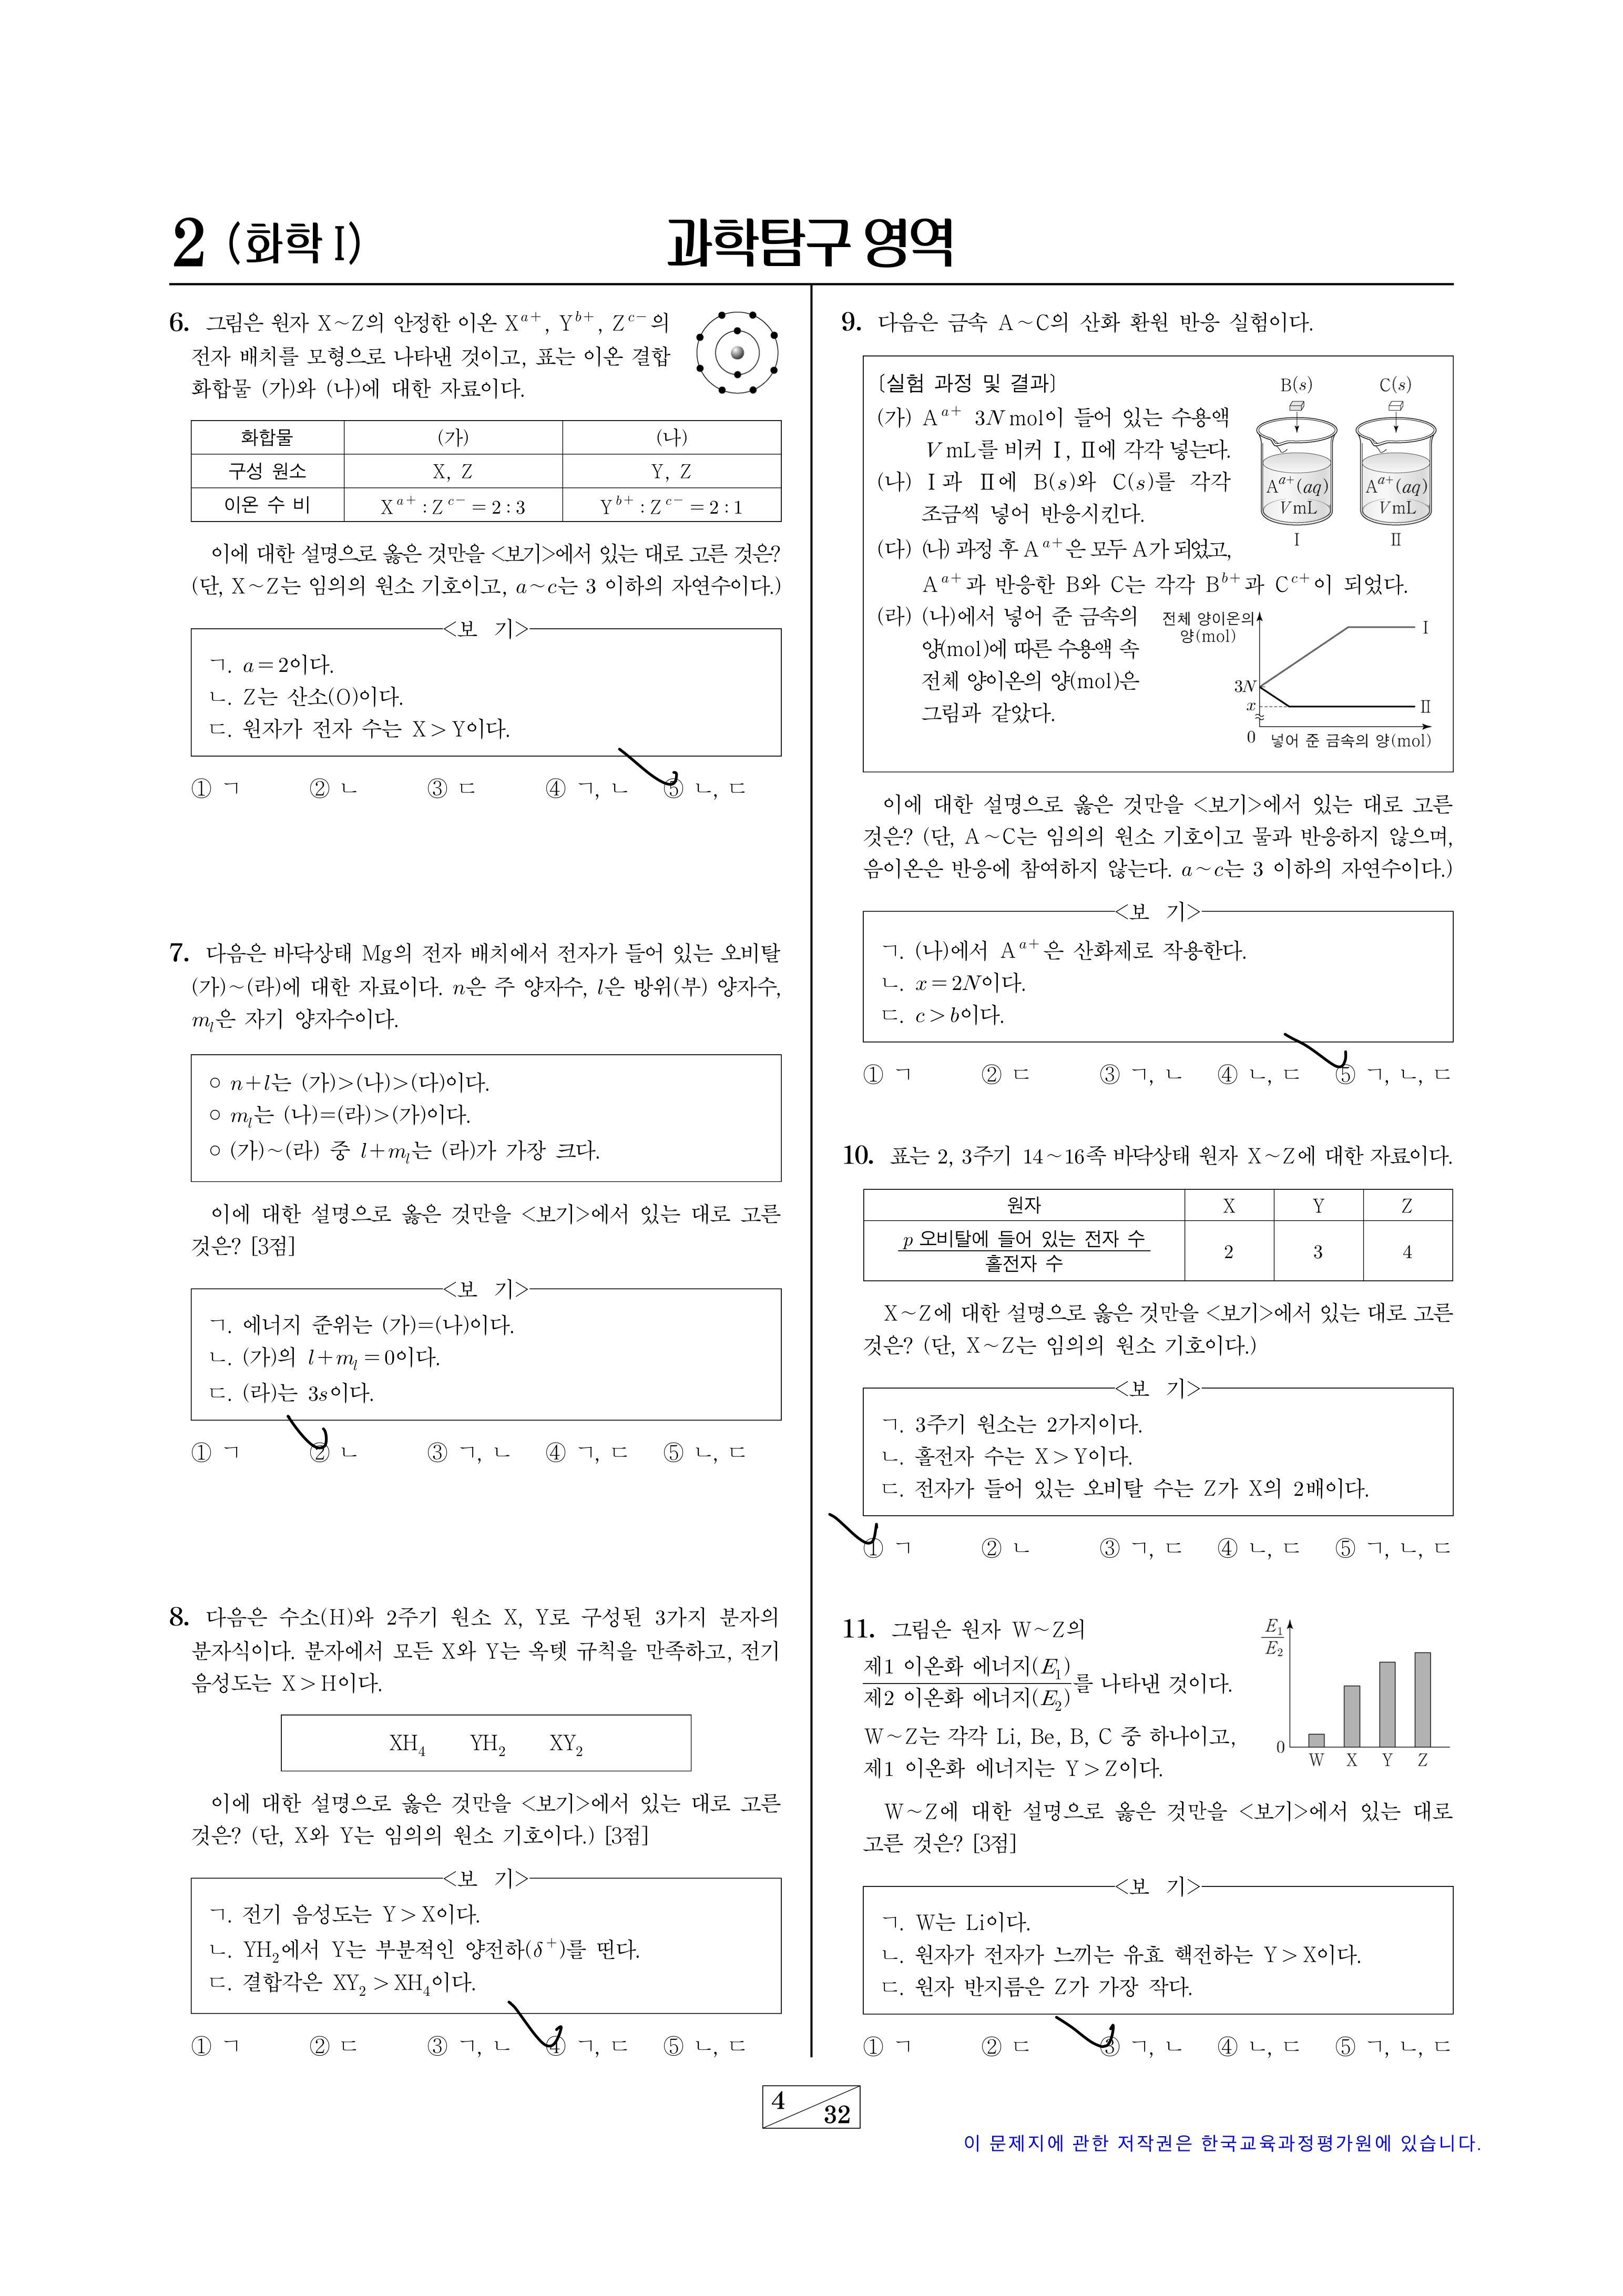 2 (화학 I)
과학탐구 영역
6. 그림은 원자 X~Z의 안정한 이온 Xᵃ⁺, Yᵇ⁺, Zᶜ⁻의
전자 배치를 모형으로 나타낸 것이고, 표는 이온 결합
화합물 (가)와 (나)에 대한 자료이다.
화합물 (가) (나)
구성 원소 X, Z Y, Z
이온 수 비 Xᵃ⁺ : Zᶜ⁻ = 2 : 3 Yᵇ⁺ : Zᶜ⁻ = 2 : 1
이에 대한 설명으로 옳은 것만을 <보기>에서 있는 대로 고른 것은?
(단, X~Z는 임의의 원소 기호이고, a~c는 3 이하의 자연수이다.)
<보 기>
ㄱ. a = 2이다.
ㄴ. Z는 산소(O)이다.
ㄷ. 원자가 전자 수는 X > Y이다.
① ㄱ ② ㄴ ③ ㄷ ④ ㄱ, ㄴ ⑤ ㄴ, ㄷ
7. 다음은 바닥상태 Mg의 전자 배치에서 전자가 들어 있는 오비탈
(가)~(라)에 대한 자료이다. n은 주 양자수, l은 방위(부) 양자수,
mₗ은 자기 양자수이다.
○ n+l는 (가)>(나)>(다)이다.
○ mₗ는 (나)=(라)>(가)이다.
○ (가)~(라) 중 l+mₗ는 (라)가 가장 크다.
이에 대한 설명으로 옳은 것만을 <보기>에서 있는 대로 고른
것은? [3점]
<보 기>
ㄱ. 에너지 준위는 (가)=(나)이다.
ㄴ. (가)의 l+mₗ = 0이다.
ㄷ. (라)는 3s이다.
① ㄱ ② ㄴ ③ ㄱ, ㄴ ④ ㄱ, ㄷ ⑤ ㄴ, ㄷ
8. 다음은 수소(H)와 2주기 원소 X, Y로 구성된 3가지 분자의
분자식이다. 분자에서 모든 X와 Y는 옥텟 규칙을 만족하고, 전기
음성도는 X > H이다.
XH₄ YH₂ XY₂
이에 대한 설명으로 옳은 것만을 <보기>에서 있는 대로 고른
것은? (단, X와 Y는 임의의 원소 기호이다.) [3점]
<보 기>
ㄱ. 전기 음성도는 Y > X이다.
ㄴ. YH₂에서 Y는 부분적인 양전하(δ⁺)를 띤다.
ㄷ. 결합각은 XY₂ > XH₄이다.
① ㄱ ② ㄷ ③ ㄱ, ㄴ ④ ㄱ, ㄷ ⑤ ㄴ, ㄷ
9. 다음은 금속 A~C의 산화 환원 반응 실험이다.
[실험 과정 및 결과]
(가) Aᵃ⁺ 3N mol이 들어 있는 수용액
V mL를 비커 I, II에 각각 넣는다.
(나) I과 II에 B(s)와 C(s)를 각각
조금씩 넣어 반응시킨다.
(다) (나) 과정 후 Aᵃ⁺은 모두 A가 되었고,
Aᵃ⁺과 반응한 B와 C는 각각 Bᵇ⁺과 Cᶜ⁺이 되었다.
(라) (나)에서 넣어 준 금속의
양(mol)에 따른 수용액 속
전체 양이온의 양(mol)은
그림과 같았다.
B(s) C(s)
Aᵃ⁺(aq) Aᵃ⁺(aq)
V mL V mL
I II
전체 양이온의
양(mol)
I
3N
x II
0 넣어 준 금속의 양(mol)
이에 대한 설명으로 옳은 것만을 <보기>에서 있는 대로 고른
것은? (단, A~C는 임의의 원소 기호이고 물과 반응하지 않으며,
음이온은 반응에 참여하지 않는다. a~c는 3 이하의 자연수이다.)
<보 기>
ㄱ. (나)에서 Aᵃ⁺은 산화제로 작용한다.
ㄴ. x = 2N이다.
ㄷ. c > b이다.
① ㄱ ② ㄷ ③ ㄱ, ㄴ ④ ㄴ, ㄷ ⑤ ㄱ, ㄴ, ㄷ
10. 표는 2, 3주기 14~16족 바닥상태 원자 X~Z에 대한 자료이다.
원자 X Y Z
p 오비탈에 들어 있는 전자 수
홀전자 수
2 3 4
X~Z에 대한 설명으로 옳은 것만을 <보기>에서 있는 대로 고른
것은? (단, X~Z는 임의의 원소 기호이다.)
<보 기>
ㄱ. 3주기 원소는 2가지이다.
ㄴ. 홀전자 수는 X > Y이다.
ㄷ. 전자가 들어 있는 오비탈 수는 Z가 X의 2배이다.
① ㄱ ② ㄴ ③ ㄱ, ㄷ ④ ㄴ, ㄷ ⑤ ㄱ, ㄴ, ㄷ
11. 그림은 원자 W~Z의
제1 이온화 에너지(E₁)
제2 이온화 에너지(E₂)
를 나타낸 것이다.
W~Z는 각각 Li, Be, B, C 중 하나이고,
제1 이온화 에너지는 Y > Z이다.
E₁
E₂
0
W X Y Z
W~Z에 대한 설명으로 옳은 것만을 <보기>에서 있는 대로
고른 것은? [3점]
<보 기>
ㄱ. W는 Li이다.
ㄴ. 원자가 전자가 느끼는 유효 핵전하는 Y > X이다.
ㄷ. 원자 반지름은 Z가 가장 작다.
① ㄱ ② ㄷ ③ ㄱ, ㄴ ④ ㄴ, ㄷ ⑤ ㄱ, ㄴ, ㄷ
4
32
이 문제지에 관한 저작권은 한국교육과정평가원에 있습니다.